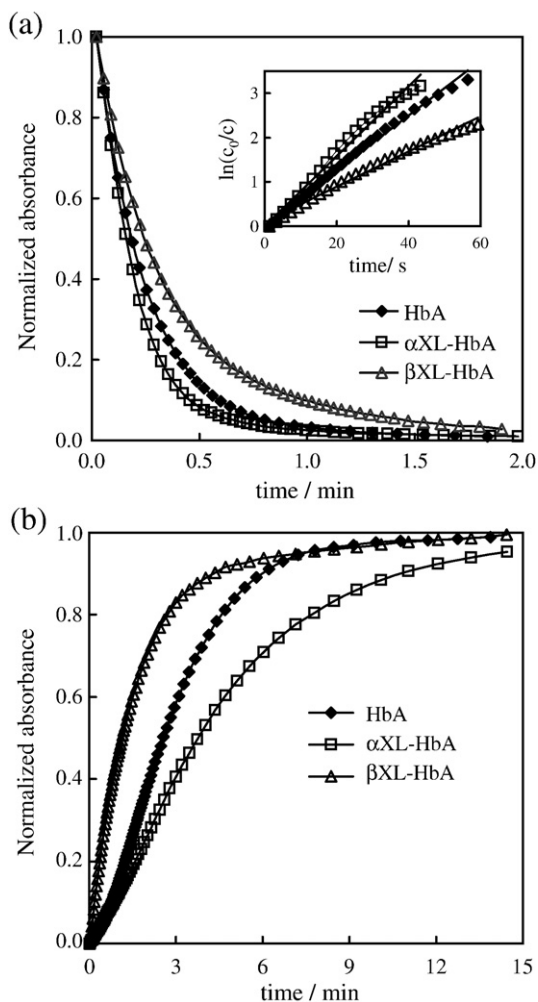 (a)
1.0
0.8
0.6
0.4
0.2
0.0
Normalized absorbance
3
2
1
0
ln(c0/c)
0 20 40 60
time/ s
HbA
αXL-HbA
βXL-HbA
0.0 0.5 1.0 1.5 2.0
time / min
(b)
1.0
0.8
0.6
0.4
0.2
0.0
Normalized absorbance
HbA
αXL-HbA
βXL-HbA
0 3 6 9 12 15
time / min